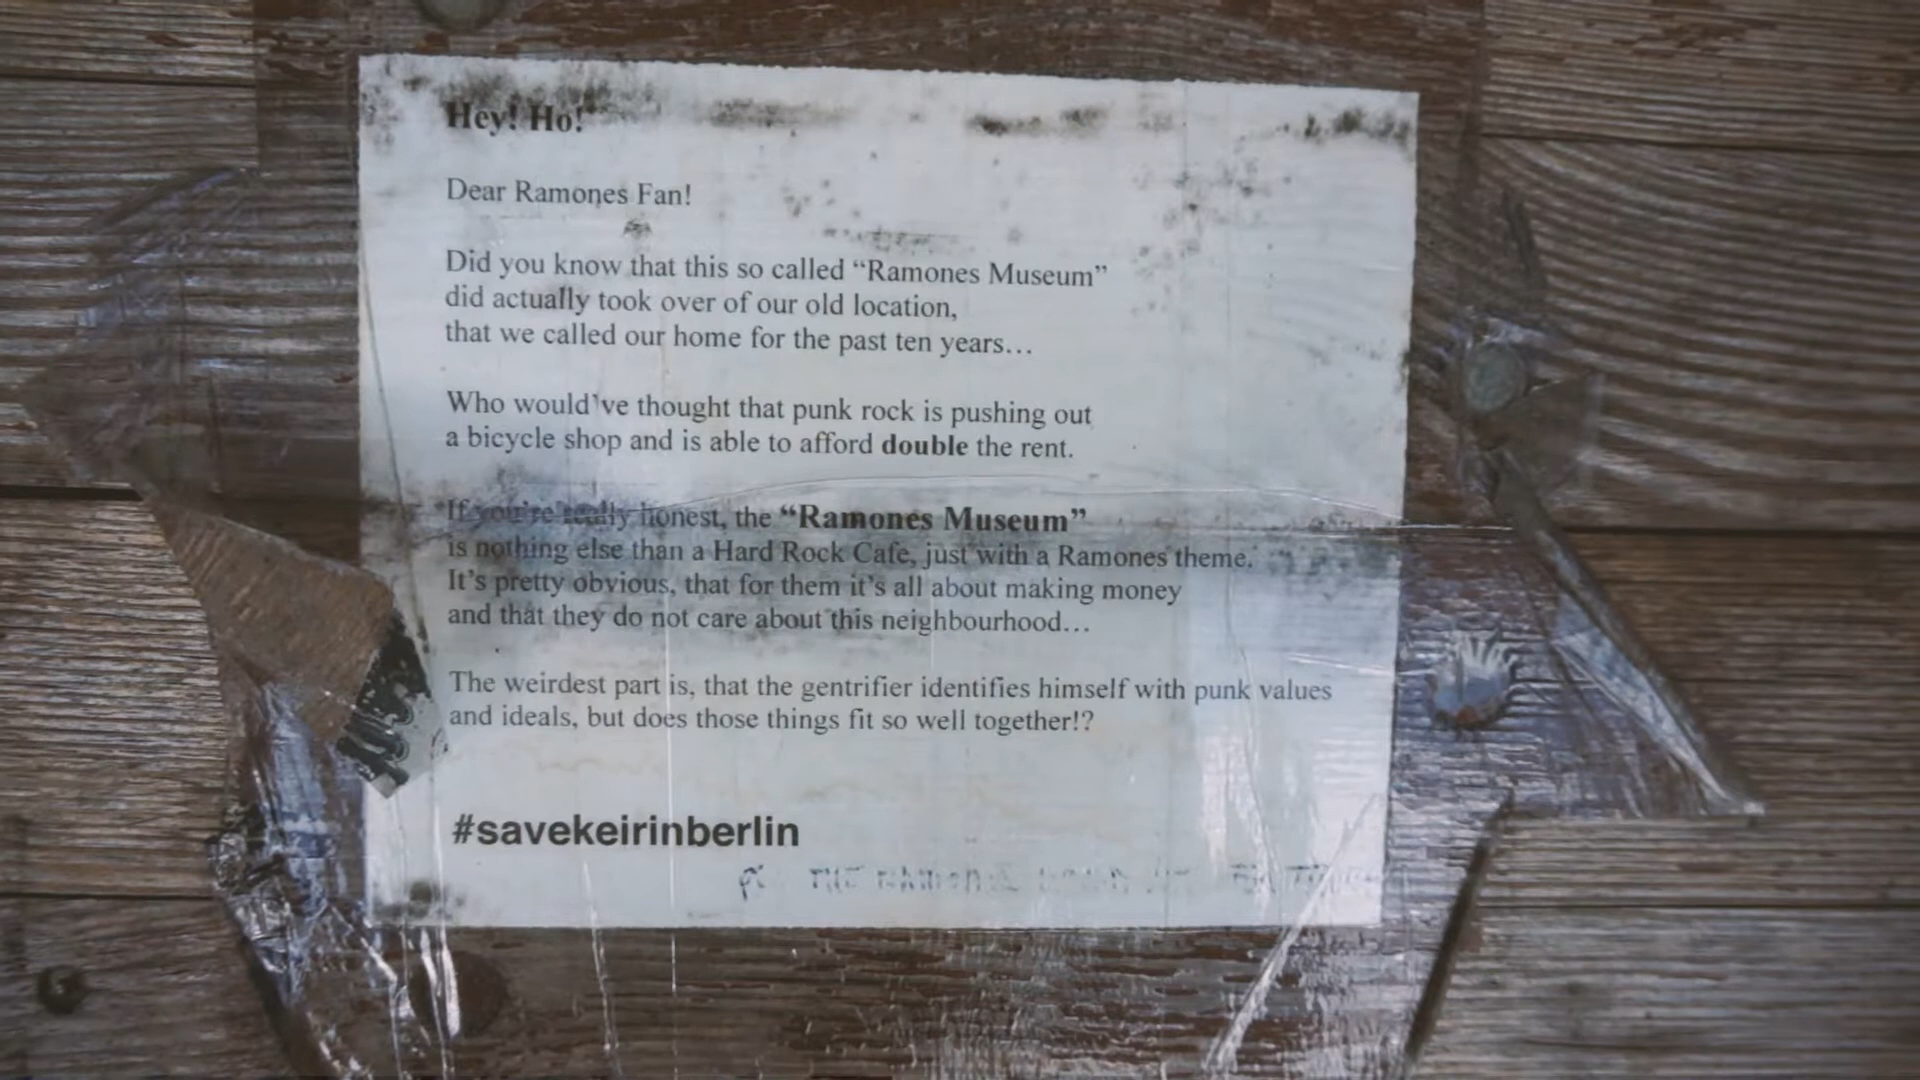 Hey! Ho!
Dear Ramones Fan!
Did you know that this so called “Ramones Museum”
did actually took over of our old location,
that we called our home for the past ten years…
Who would’ve thought that punk rock is pushing out
a bicycle shop and is able to afford double the rent.
If you’re really honest, the “Ramones Museum”
is nothing else than a Hard Rock Cafe, just with a Ramones theme.
It’s pretty obvious, that for them it’s all about making money
and that they do not care about this neighbourhood…
The weirdest part is, that the gentrifier identifies himself with punk values
and ideals, but does those things fit so well together!?
#savekeirinberlin
THE RAMONES